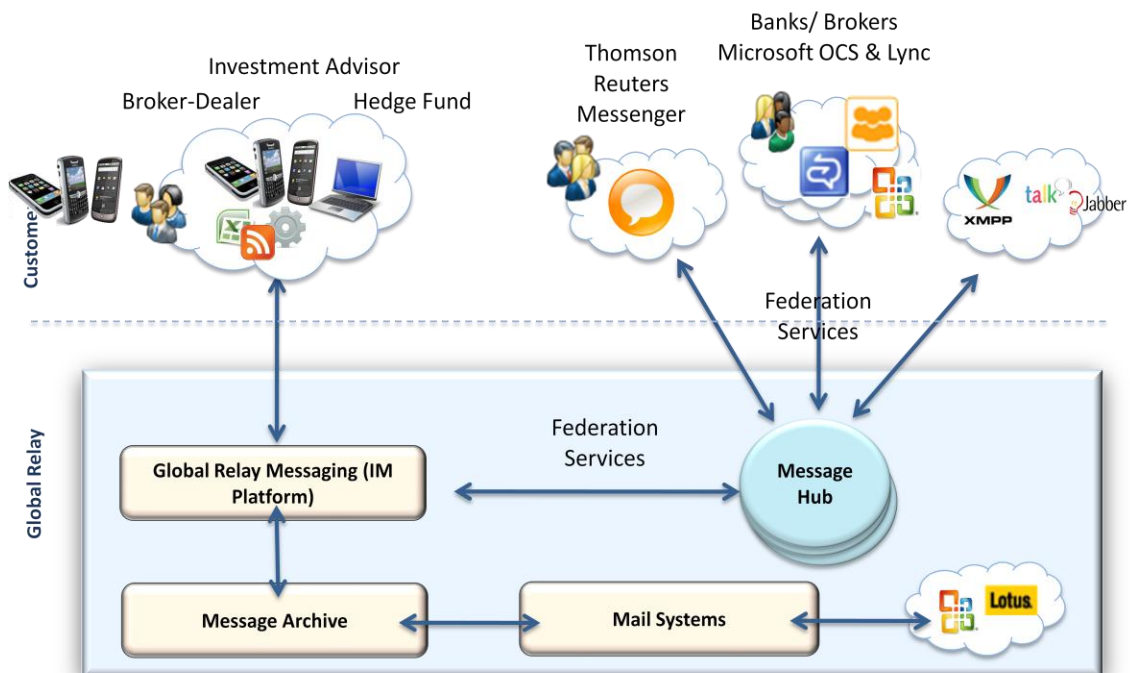 Banks/ Brokers
Microsoft OCS & Lync
Thomson
Reuters
Messenger
Investment Advisor
Broker-Dealer
Hedge Fund
XMPP
talk
Jabber
Custome
Federation
Services
Global Relay
Federation
Services
Global Relay Messaging (IM
Platform)
Message
Hub
Message Archive
Mail Systems
Lotus.